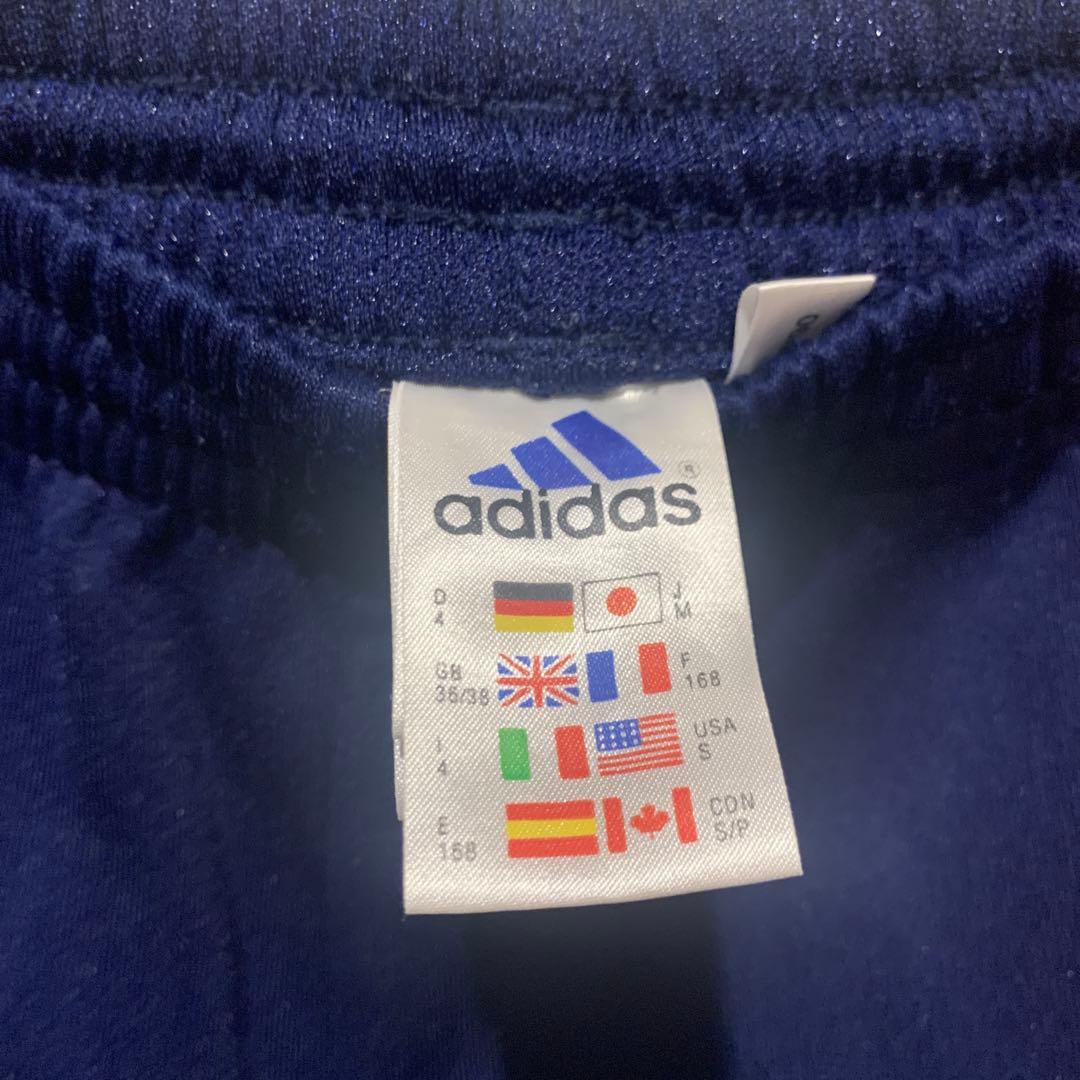 adidas®
D J
4 M
GB F
36/38 168
I USA
4 S
E CDN
168 S/P